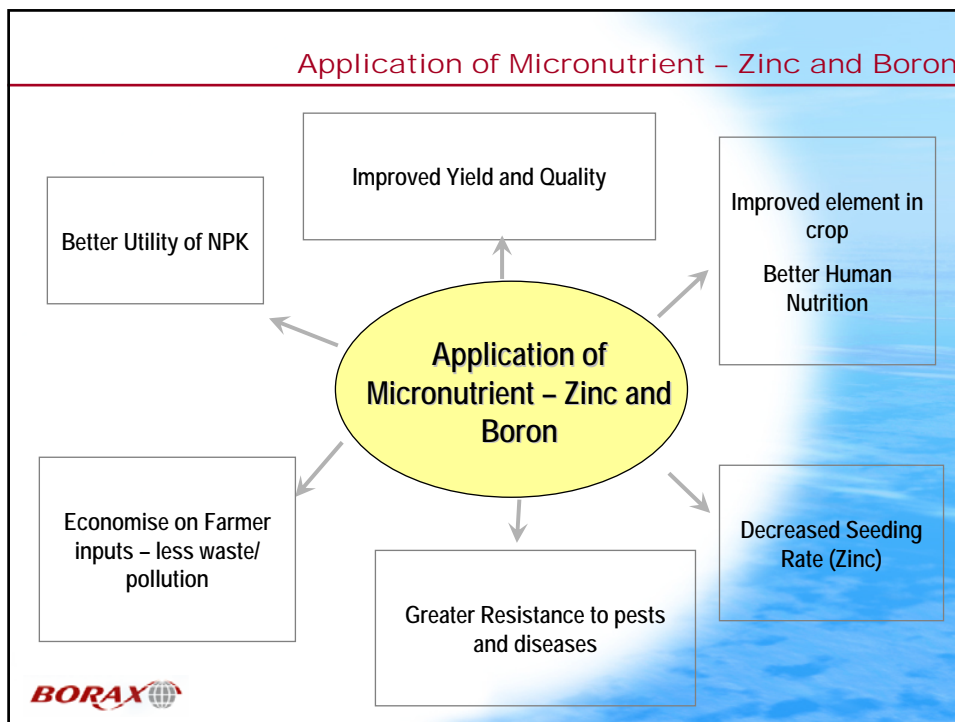 Application of Micronutrient – Zinc and Boron
Improved Yield and Quality
Better Utility of NPK
Improved element in
crop
Better Human
Nutrition
Application of
Micronutrient – Zinc and
Boron
Economise on Farmer
inputs – less waste/
pollution
Decreased Seeding
Rate (Zinc)
Greater Resistance to pests
and diseases
BORAX